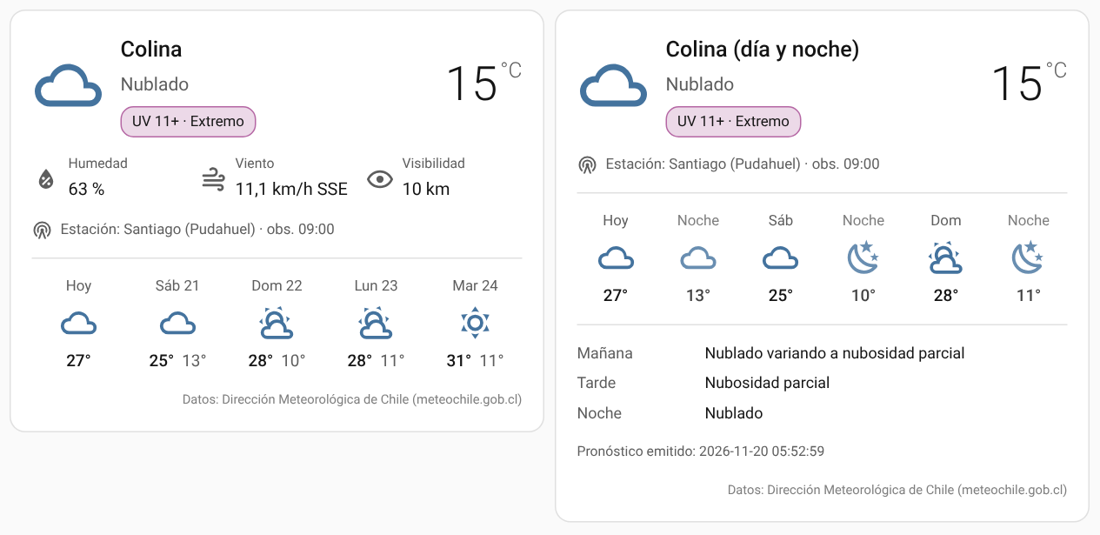 Colina
Nublado
15 °C
UV 11+ · Extremo
Humedad
63 %
Viento
11,1 km/h SSE
Visibilidad
10 km
Estación: Santiago (Pudahuel) · obs. 09:00
Hoy Sáb 21 Dom 22 Lun 23 Mar 24
27° 25° 13° 28° 10° 28° 11° 31° 11°
Datos: Dirección Meteorológica de Chile (meteochile.gob.cl)
Colina (día y noche)
Nublado
15 °C
UV 11+ · Extremo
Estación: Santiago (Pudahuel) · obs. 09:00
Hoy Noche Sáb Noche Dom Noche
27° 13° 25° 10° 28° 11°
Mañana Nublado variando a nubosidad parcial
Tarde Nubosidad parcial
Noche Nublado
Pronóstico emitido: 2026-11-20 05:52:59
Datos: Dirección Meteorológica de Chile (meteochile.gob.cl)